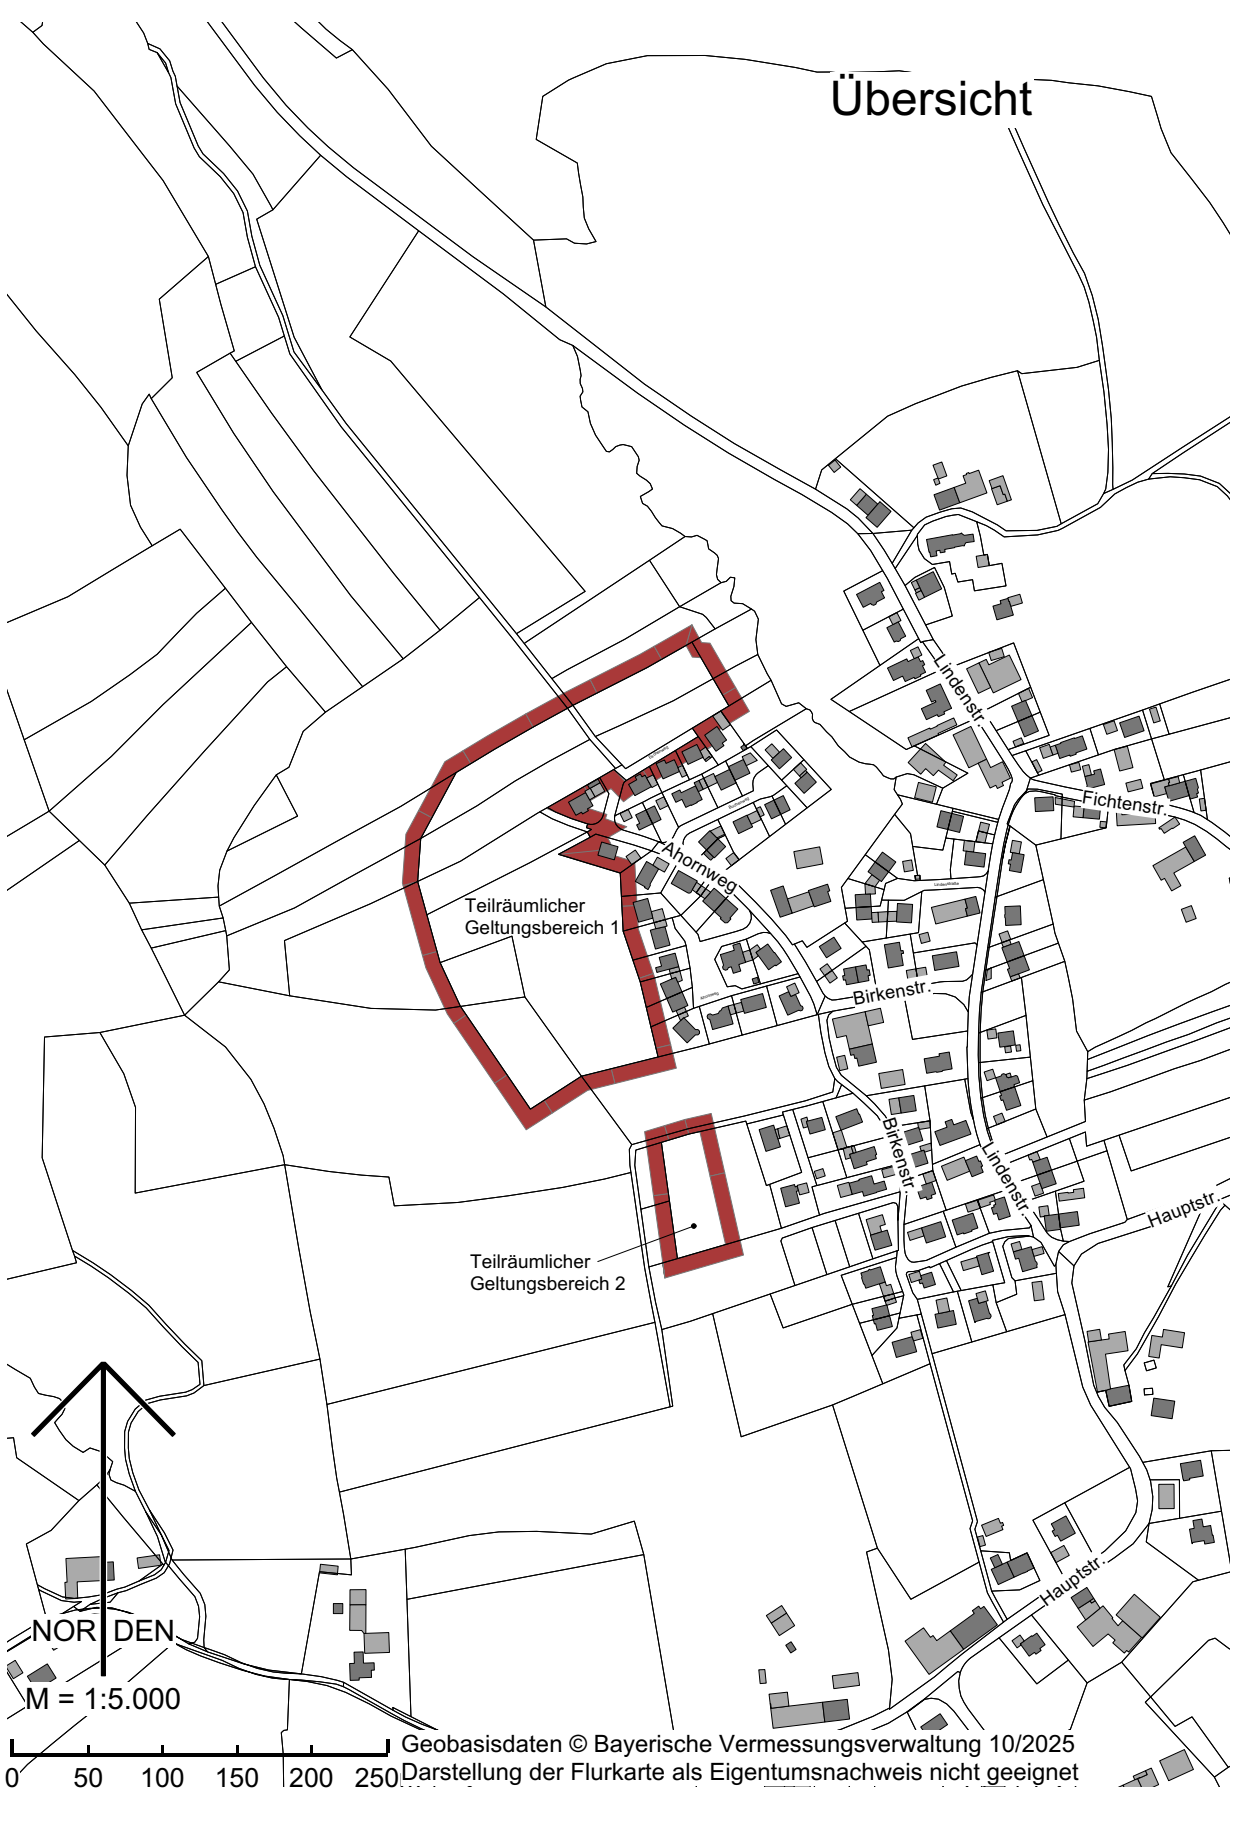 Übersicht
Lindenstr.
Fichtenstr.
Ahornweg
Teilräumlicher
Geltungsbereich 1
Birkenstr.
Birkenstr.
Lindenstr.
Hauptstr.
Teilräumlicher
Geltungsbereich 2
Hauptstr.
NORDEN
M = 1:5.000
0 50 100 150 200 250
Geobasisdaten © Bayerische Vermessungsverwaltung 10/2025
Darstellung der Flurkarte als Eigentumsnachweis nicht geeignet